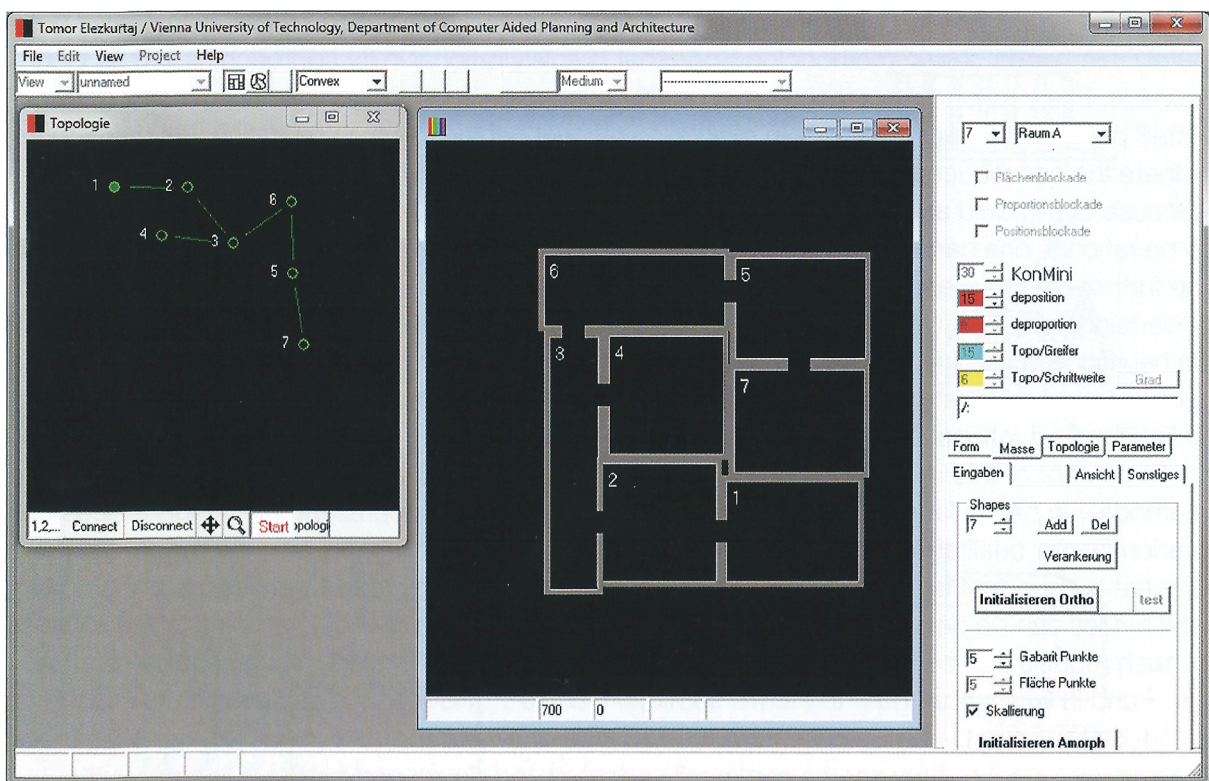 Tomor Elezkurtaj / Vienna University of Technology, Department of Computer Aided Planning and Architecture
File Edit View Project Help
View unnamed Convex Medium
Topologie
1 2 6
4 3
5
7
1,2,... Connect Disconnect Start opologi
6 5
3 4
7
2 1
700 0
7 Raum A
Flächenblockade
Proportionsblockade
Positionsblockade
30 KonMini
15 deposition
deproportion
15 Topo/Greifer
6 Topo/Schrittweite Grad
Form Masse Topologie Parameter
Eingaben Ansicht Sonstiges
Shapes
7 Add Del
Verankerung
Initialisieren Ortho test
5 Gabarit Punkte
5 Fläche Punkte
Skallierung
Initialisieren Amorph